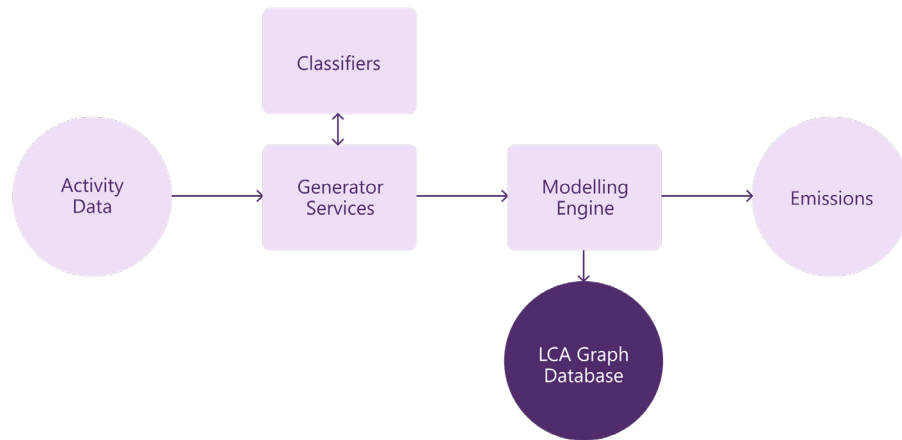 Classifiers
Activity
Data
Generator
Services
Modelling
Engine
Emissions
LCA Graph
Database